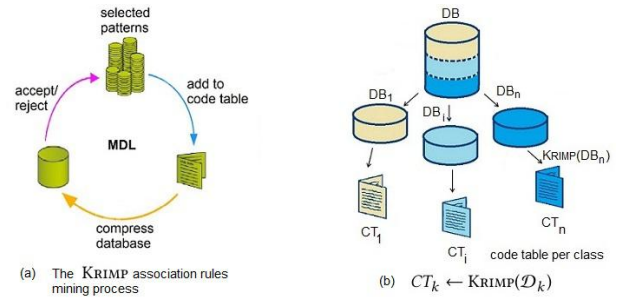 selected
patterns
accept/
reject
add to
code table
MDL
compress
database
(a) The KRIMP association rules
mining process
DB
DB₁
DBᵢ
DBₙ
KRIMP(DBₙ)
CT₁
CTᵢ
CTₙ
code table per class
(b) CTₖ ← KRIMP(𝒟ₖ)